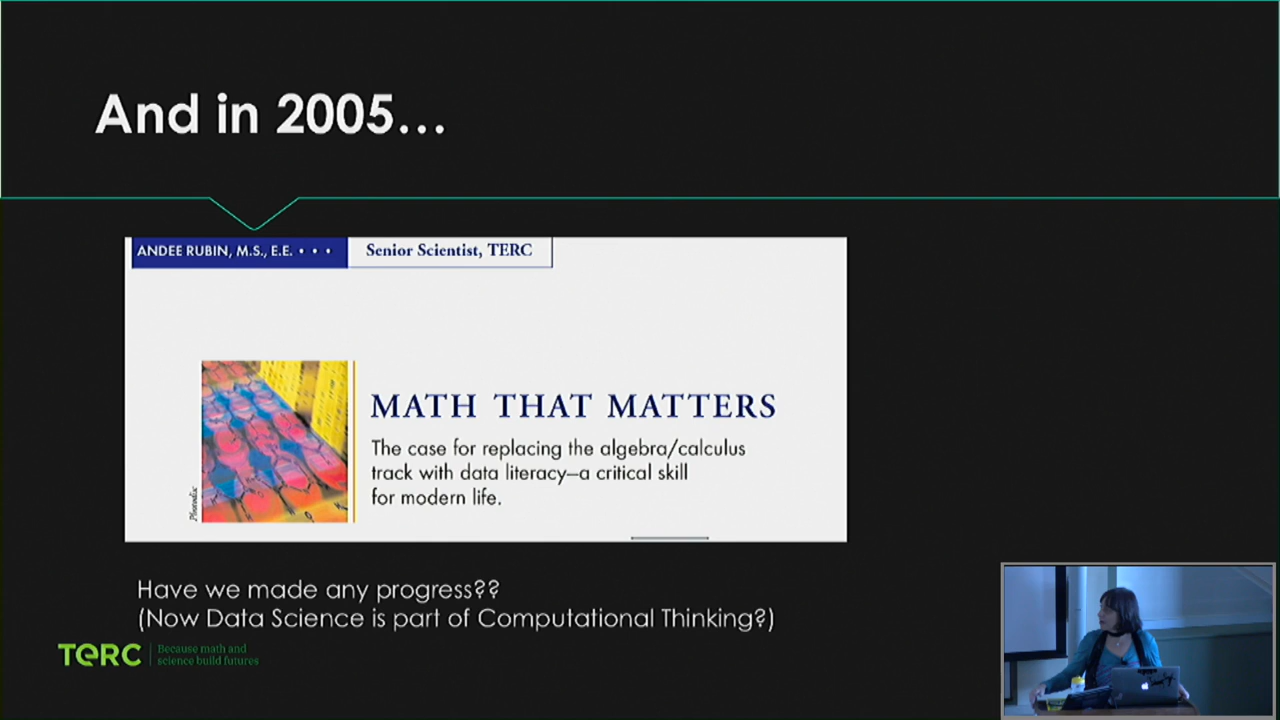 And in 2005...
ANDEE RUBIN, M.S., E.E. • • •
Senior Scientist, TERC
Photodisc
MATH THAT MATTERS
The case for replacing the algebra/calculus
track with data literacy—a critical skill
for modern life.
Have we made any progress??
(Now Data Science is part of Computational Thinking?)
TERC
Because math and
science build futures